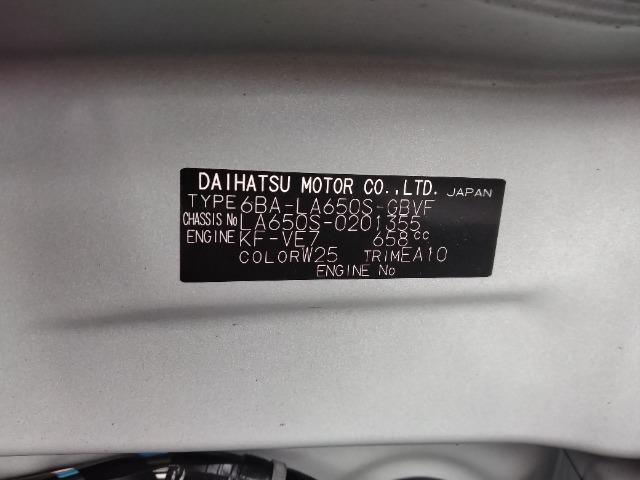 DAIHATSU MOTOR CO.,LTD. JAPAN
TYPE 6BA-LA650S-GBVF
CHASSIS No LA650S-0201355
ENGINE KF-VE7 658cc
COLOR W25 TRIM EA10
ENGINE No